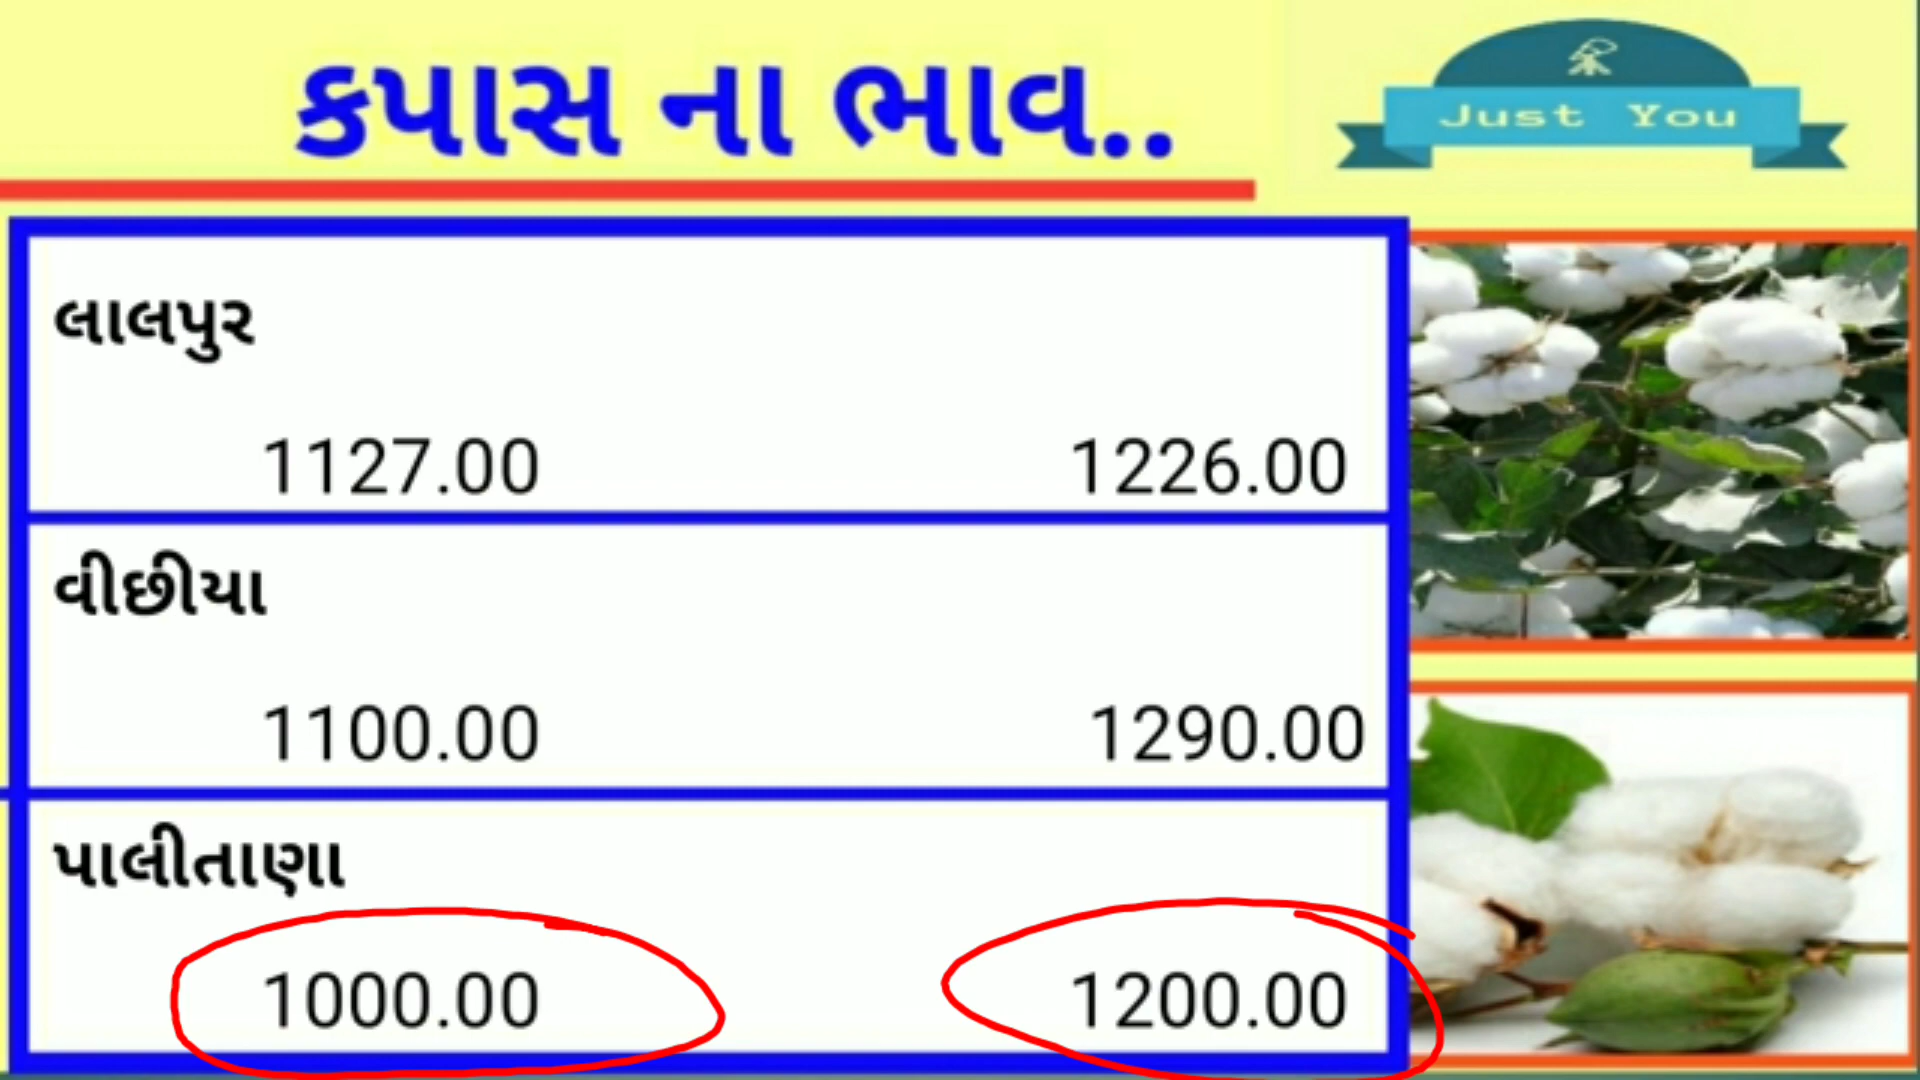 કપાસ ના ભાવ..
Just You
લાલપુર
1127.00 1226.00
વીછીયા
1100.00 1290.00
પાલીતાણા
1000.00 1200.00